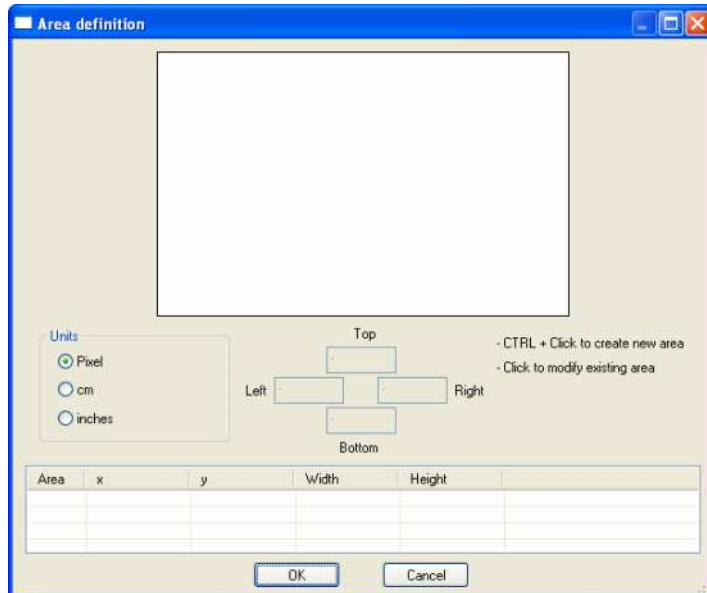 Area definition
Units
Pixel
cm
inches
Top
Left
Right
Bottom
- CTRL + Click to create new area
- Click to modify existing area
Area x y Width Height
OK Cancel